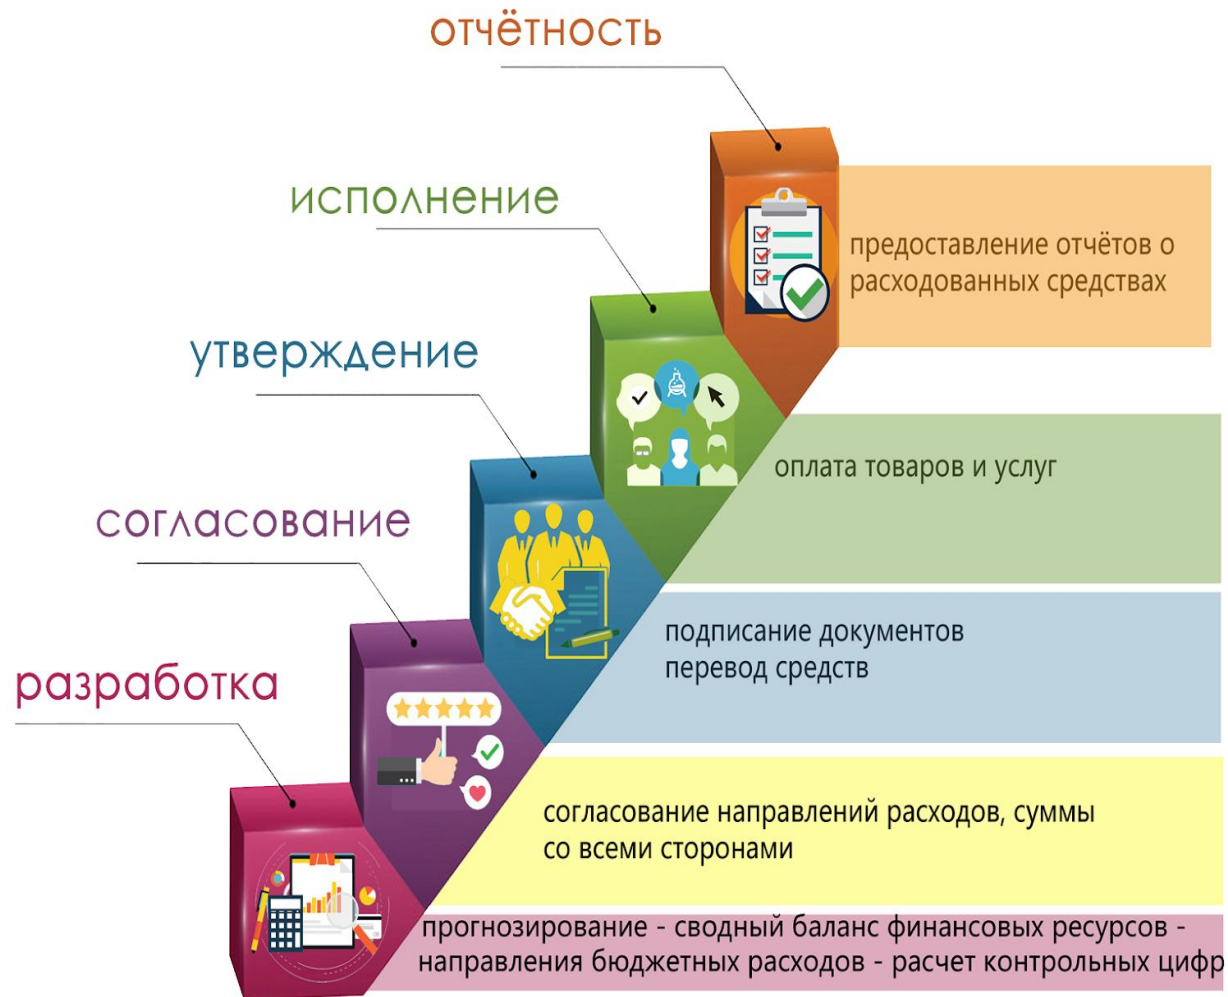 отчётность
исполнение
предоставление отчётов о
расходованных средствах
утверждение
оплата товаров и услуг
согласование
подписание документов
перевод средств
разработка
согласование направлений расходов, суммы
со всеми сторонами
прогнозирование - сводный баланс финансовых ресурсов -
направления бюджетных расходов - расчет контрольных цифр